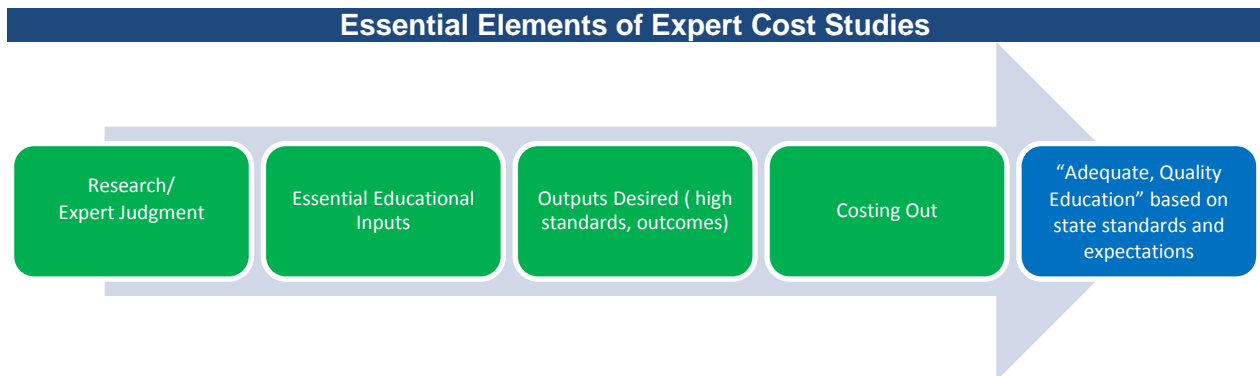 Essential Elements of Expert Cost Studies
Research/
Expert Judgment
Essential Educational
Inputs
Outputs Desired ( high
standards, outcomes)
Costing Out
“Adequate, Quality
Education” based on
state standards and
expectations